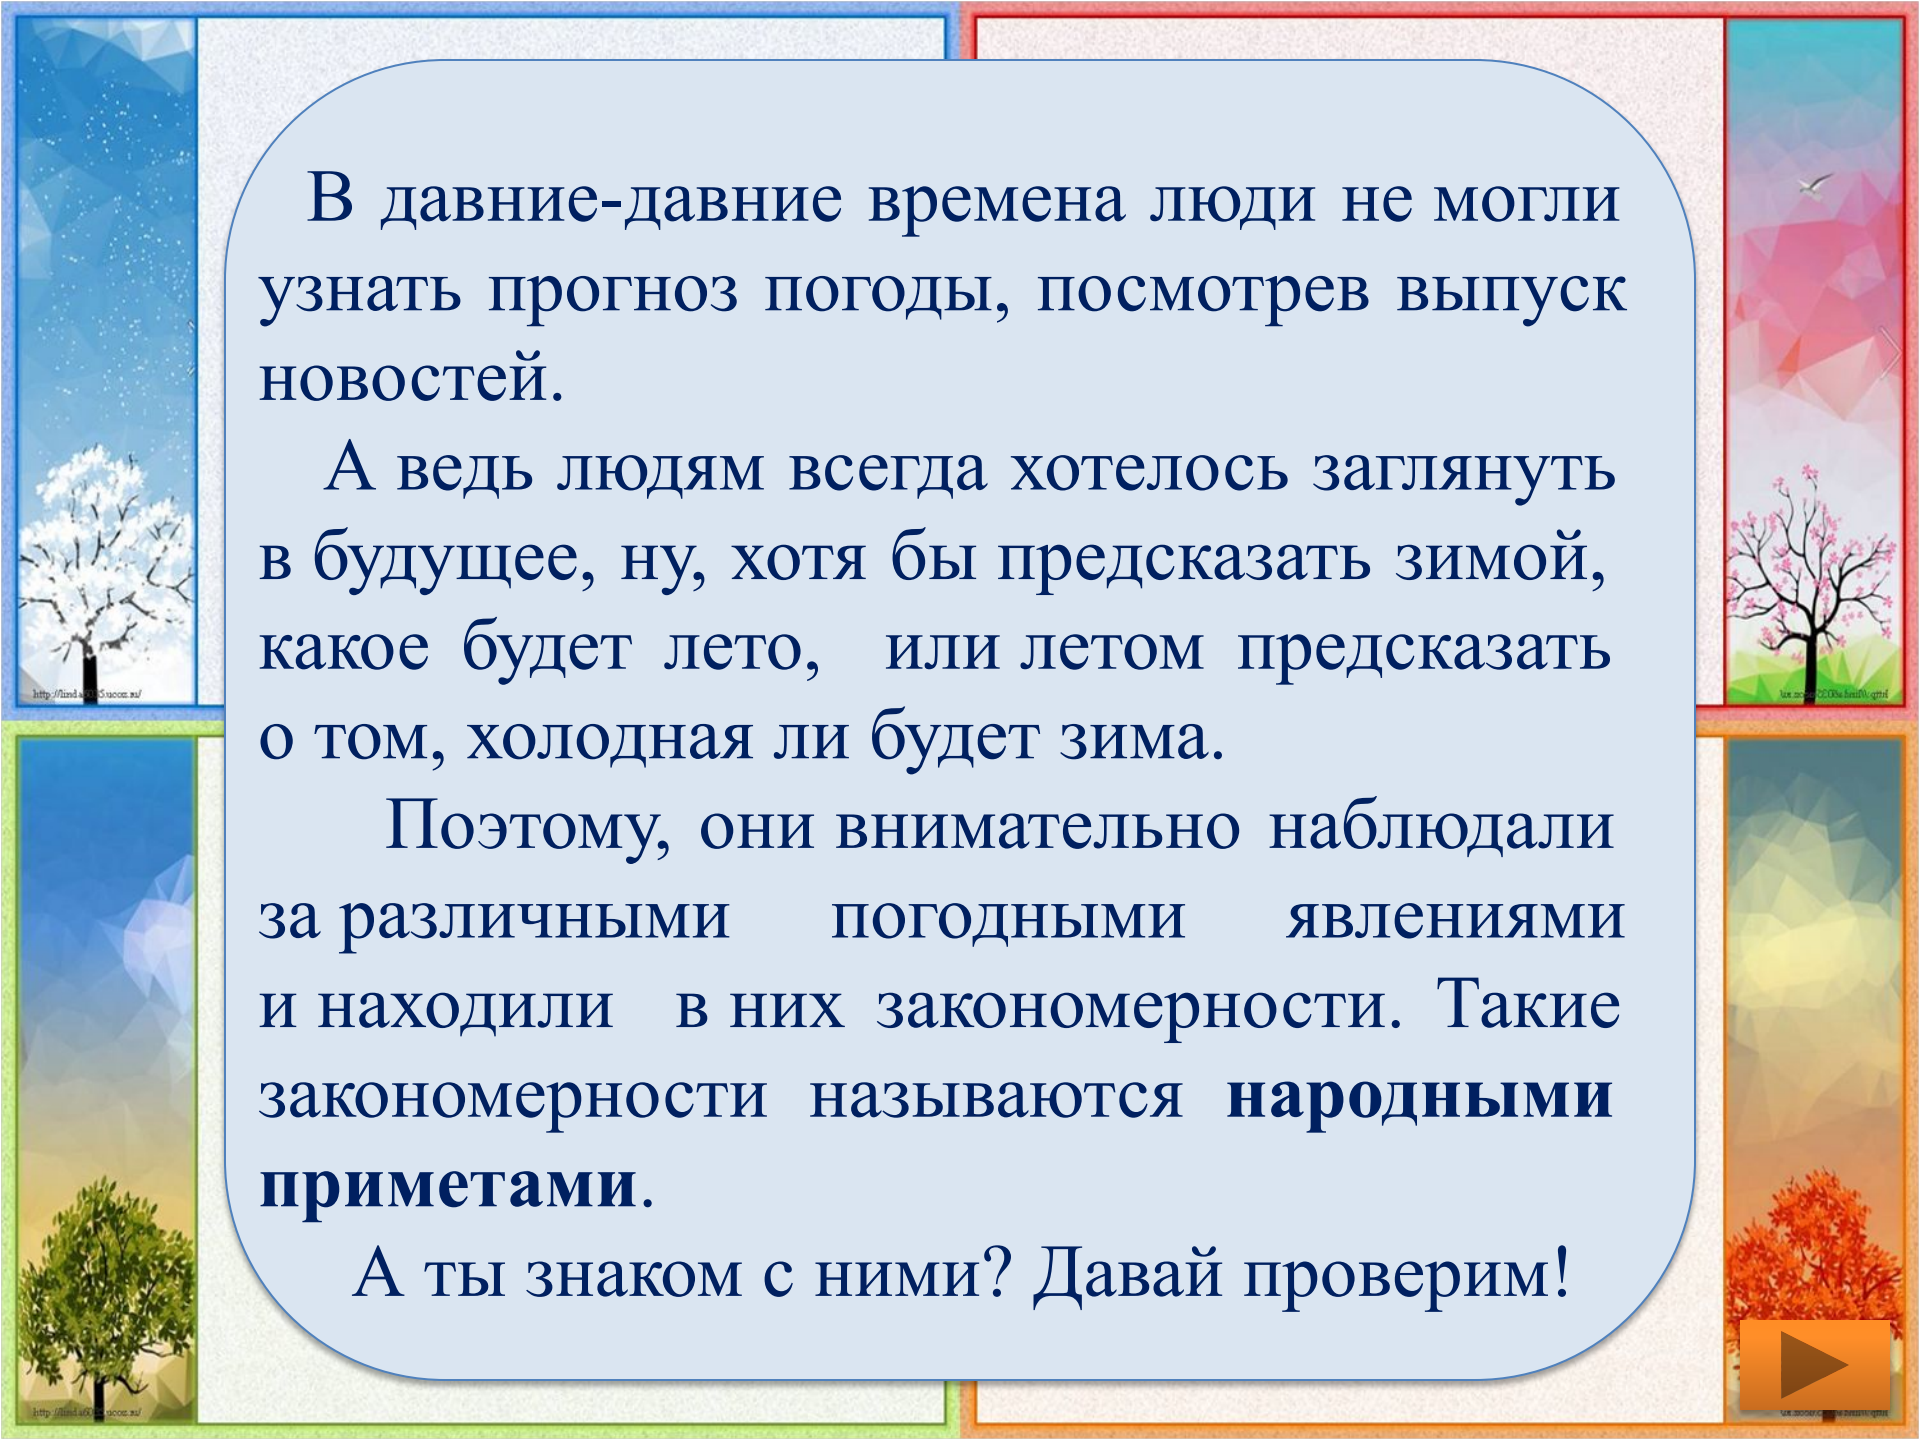 В давние-давние времена люди не могли
узнать прогноз погоды, посмотрев выпуск
новостей.
А ведь людям всегда хотелось заглянуть
в будущее, ну, хотя бы предсказать зимой,
какое будет лето, или летом предсказать
о том, холодная ли будет зима.
Поэтому, они внимательно наблюдали
за различными погодными явлениями
и находили в них закономерности. Такие
закономерности называются народными
приметами.
А ты знаком с ними? Давай проверим!